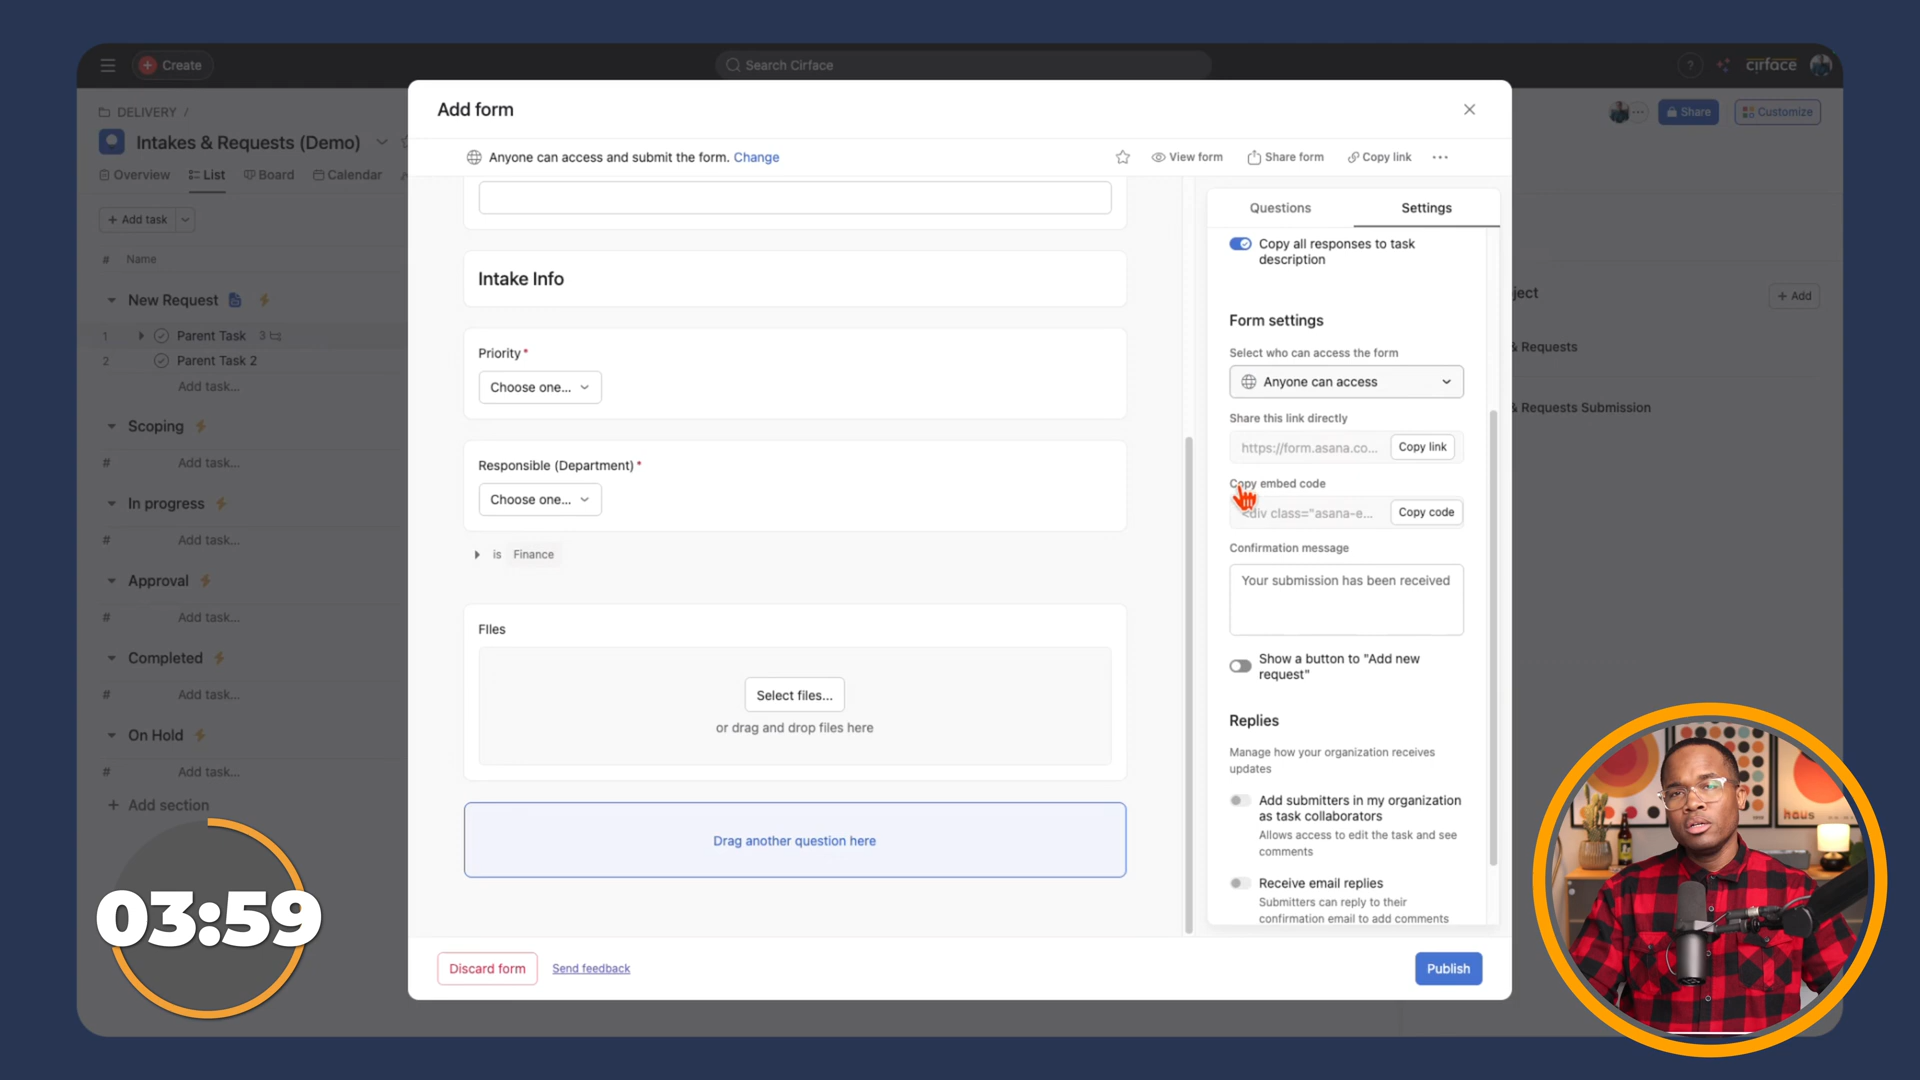 Create
Search Cirface
?
cirface
DELIVERY /
Intakes & Requests (Demo)
Share
Customize
Overview
List
Board
Calendar
+ Add task
# Name
New Request
1 Parent Task 3
2 Parent Task 2
Add task...
Scoping
# Add task...
In progress
# Add task...
Approval
# Add task...
Completed
# Add task...
On Hold
# Add task...
+ Add section
03:59
Add form
Anyone can access and submit the form. Change
View form
Share form
Copy link
Intake Info
Priority *
Choose one...
Responsible (Department) *
Choose one...
is Finance
FIles
Select files...
or drag and drop files here
Drag another question here
Discard form
Send feedback
Publish
Questions
Settings
Copy all responses to task
description
Form settings
Select who can access the form
Anyone can access
Share this link directly
https://form.asana.co...
Copy link
Copy embed code
<div class="asana-e...
Copy code
Confirmation message
Your submission has been received
Show a button to "Add new
request"
Replies
Manage how your organization receives
updates
Add submitters in my organization
as task collaborators
Allows access to edit the task and see
comments
Receive email replies
Submitters can reply to their
confirmation email to add comments
ject
+ Add
& Requests
& Requests Submission
haus